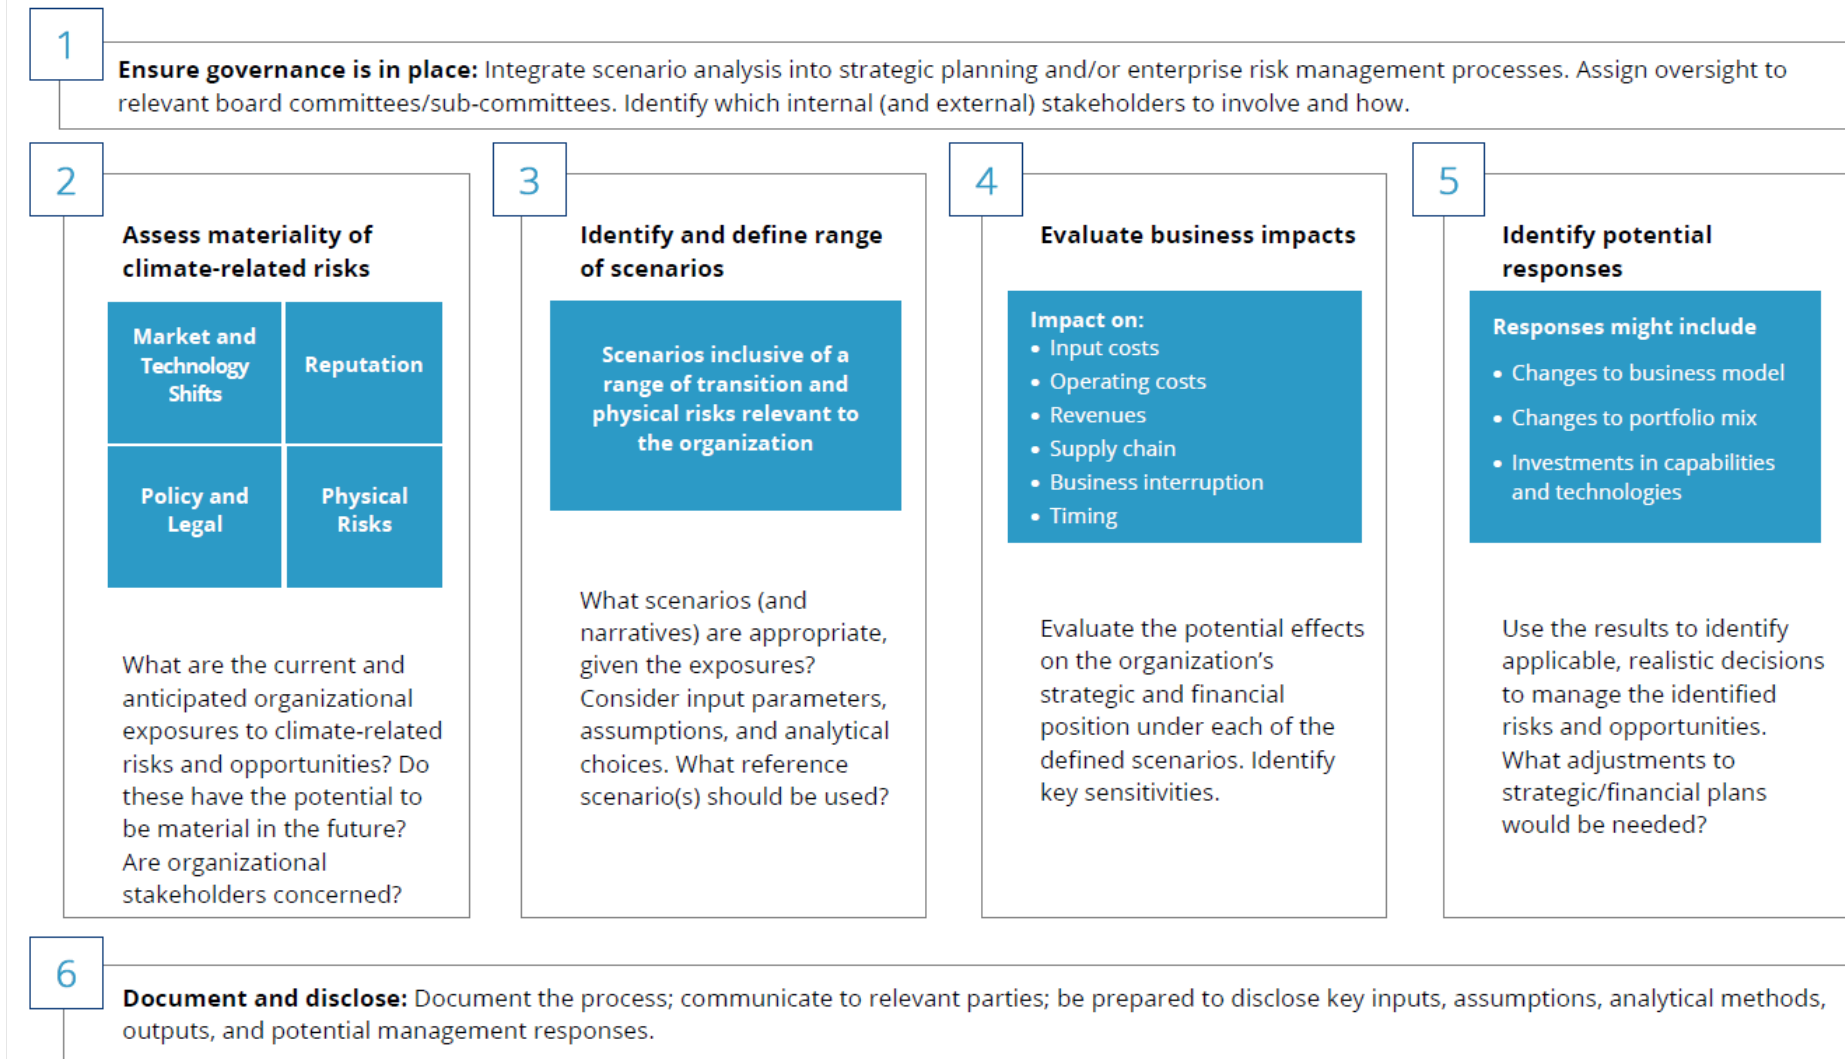 1
Ensure governance is in place: Integrate scenario analysis into strategic planning and/or enterprise risk management processes. Assign oversight to
relevant board committees/sub-committees. Identify which internal (and external) stakeholders to involve and how.
2
Assess materiality of
climate-related risks
Market and
Technology
Shifts
Reputation
Policy and
Legal
Physical
Risks
What are the current and
anticipated organizational
exposures to climate-related
risks and opportunities? Do
these have the potential to
be material in the future?
Are organizational
stakeholders concerned?
3
Identify and define range
of scenarios
Scenarios inclusive of a
range of transition and
physical risks relevant to
the organization
What scenarios (and
narratives) are appropriate,
given the exposures?
Consider input parameters,
assumptions, and analytical
choices. What reference
scenario(s) should be used?
4
Evaluate business impacts
Impact on:
• Input costs
• Operating costs
• Revenues
• Supply chain
• Business interruption
• Timing
Evaluate the potential effects
on the organization’s
strategic and financial
position under each of the
defined scenarios. Identify
key sensitivities.
5
Identify potential
responses
Responses might include
• Changes to business model
• Changes to portfolio mix
• Investments in capabilities
and technologies
Use the results to identify
applicable, realistic decisions
to manage the identified
risks and opportunities.
What adjustments to
strategic/financial plans
would be needed?
6
Document and disclose: Document the process; communicate to relevant parties; be prepared to disclose key inputs, assumptions, analytical methods,
outputs, and potential management responses.